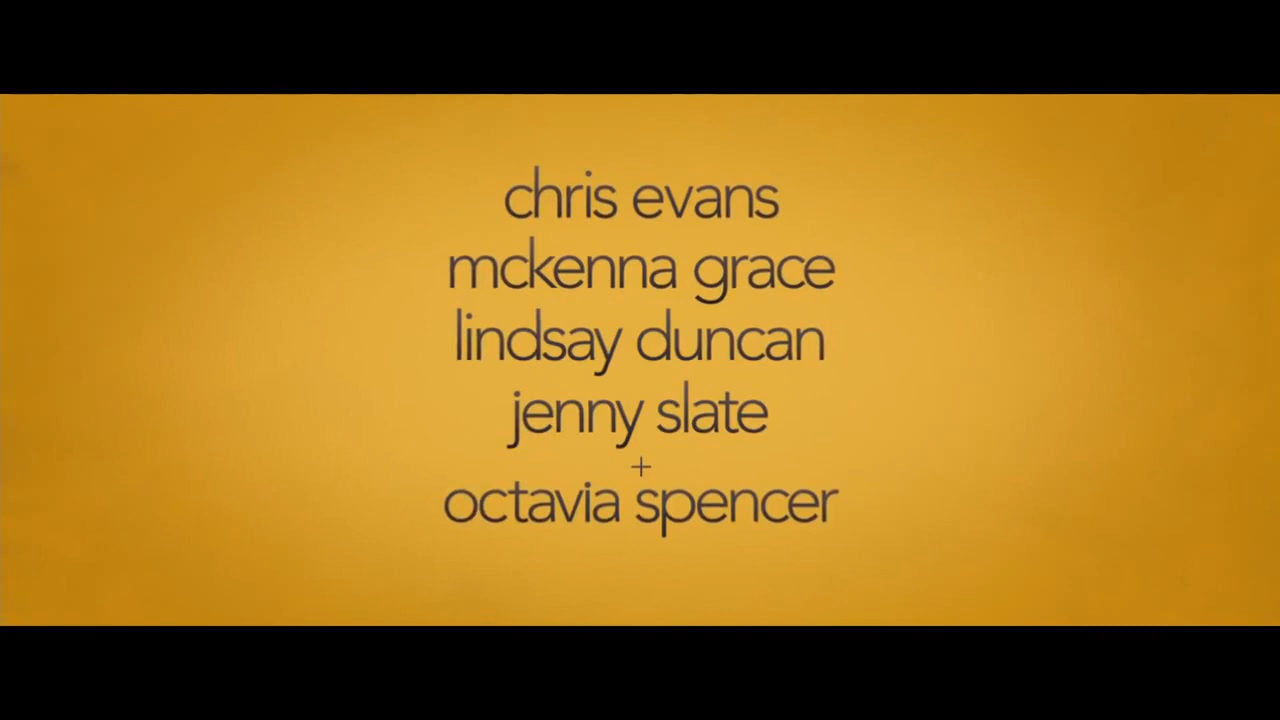 chris evans
mckenna grace
lindsay duncan
jenny slate
+
octavia spencer